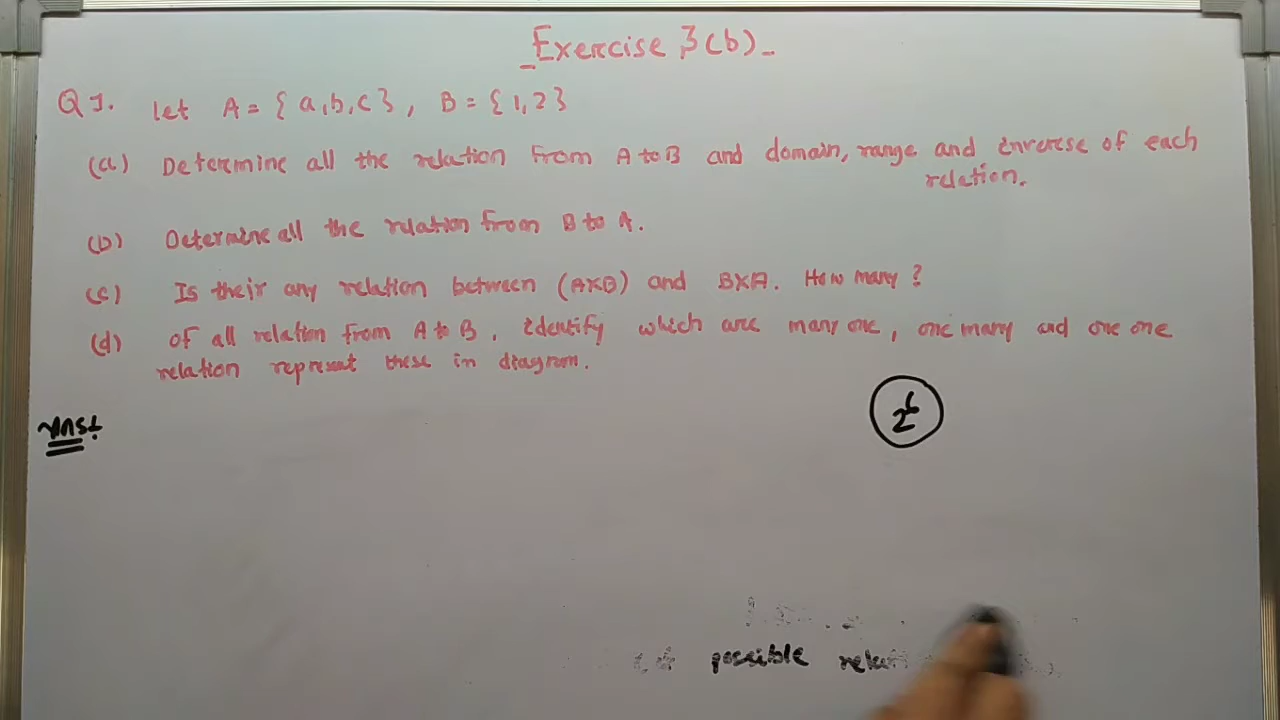 Exercise 3(b)
Q1. let A = { a,b,c } , B = { 1,2 }
(a) Determine all the relation from A to B and domain, range and inverse of each
relation.
(b) Determine all the relation from B to A.
(c) Is their any relation between (A×B) and B×A. How many ?
(d) Of all relation from A to B, identify which are many one, one many and one one
relation represent these in diagram.
Ans:
2⁶
possible